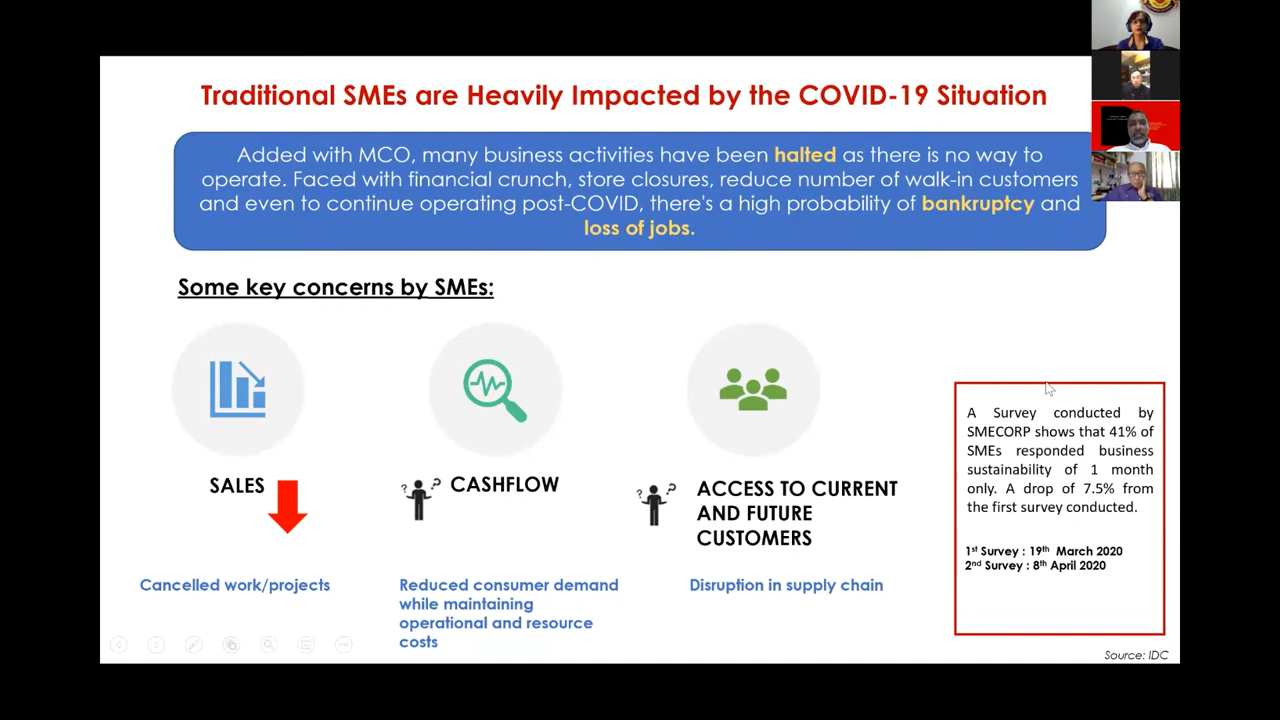 Traditional SMEs are Heavily Impacted by the COVID-19 Situation
Added with MCO, many business activities have been halted as there is no way to
operate. Faced with financial crunch, store closures, reduce number of walk-in customers
and even to continue operating post-COVID, there's a high probability of bankruptcy and
loss of jobs.
Some key concerns by SMEs:
SALES
Cancelled work/projects
CASHFLOW
Reduced consumer demand
while maintaining
operational and resource
costs
ACCESS TO CURRENT
AND FUTURE
CUSTOMERS
Disruption in supply chain
A Survey conducted by
SMECORP shows that 41% of
SMEs responded business
sustainability of 1 month
only. A drop of 7.5% from
the first survey conducted.
1st Survey : 19th March 2020
2nd Survey : 8th April 2020
Source: IDC